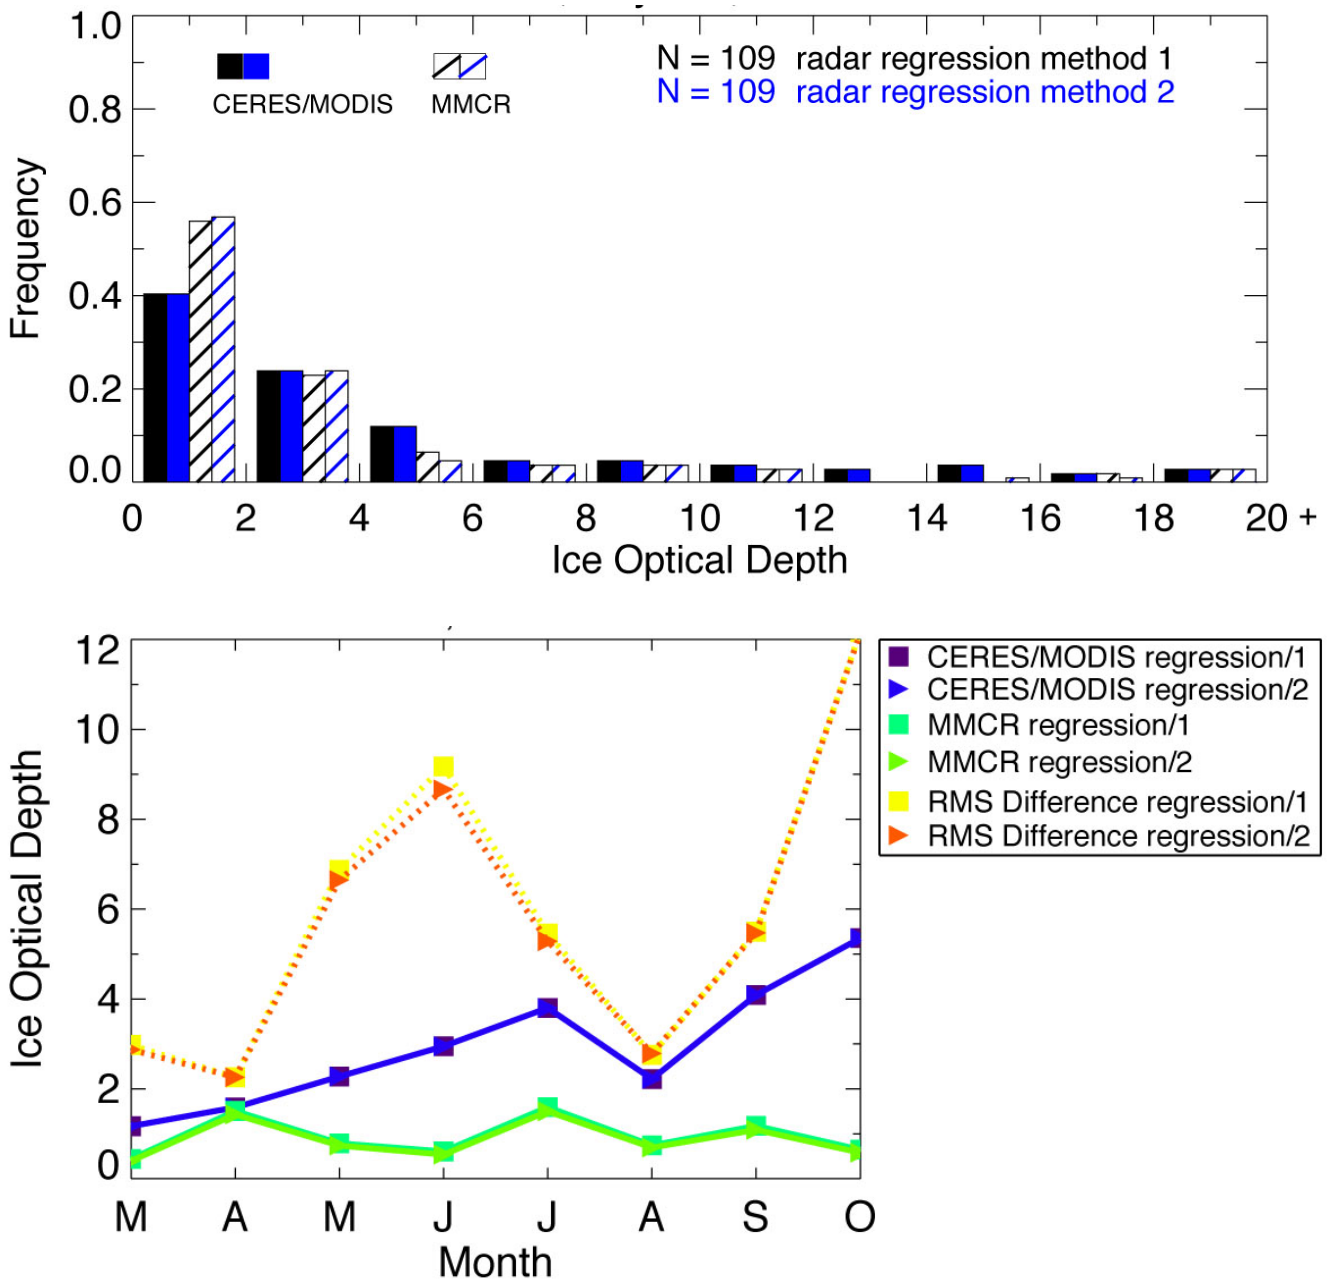 1.0
0.8
0.6
0.4
0.2
0.0
Frequency
CERES/MODIS MMCR
N = 109 radar regression method 1
N = 109 radar regression method 2
0 2 4 6 8 10 12 14 16 18 20 +
Ice Optical Depth
12
10
8
6
4
2
0
Ice Optical Depth
M A M J J A S O
Month
CERES/MODIS regression/1
CERES/MODIS regression/2
MMCR regression/1
MMCR regression/2
RMS Difference regression/1
RMS Difference regression/2